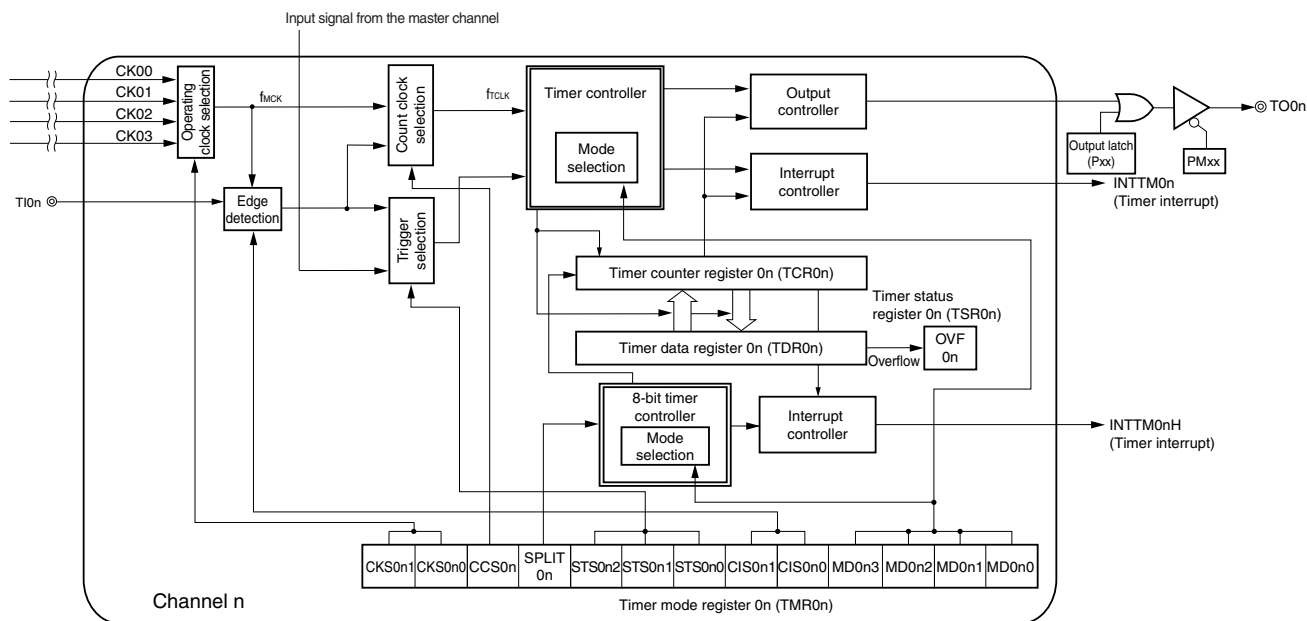 Input signal from the master channel
CK00
CK01
CK02
CK03
Operating
clock selection
fMCK
Count clock
selection
fTCLK
Timer controller
Mode
selection
Output
controller
TO0n
Output latch
(Pxx)
PMxx
Interrupt
controller
INTTM0n
(Timer interrupt)
TI0n
Edge
detection
Trigger
selection
Timer counter register 0n (TCR0n)
Timer status
register 0n (TSR0n)
Timer data register 0n (TDR0n)
Overflow
OVF
0n
8-bit timer
controller
Mode
selection
Interrupt
controller
INTTM0nH
(Timer interrupt)
CKS0n1 CKS0n0 CCS0n SPLIT
0n STS0n2 STS0n1 STS0n0 CIS0n1 CIS0n0 MD0n3 MD0n2 MD0n1 MD0n0
Channel n
Timer mode register 0n (TMR0n)